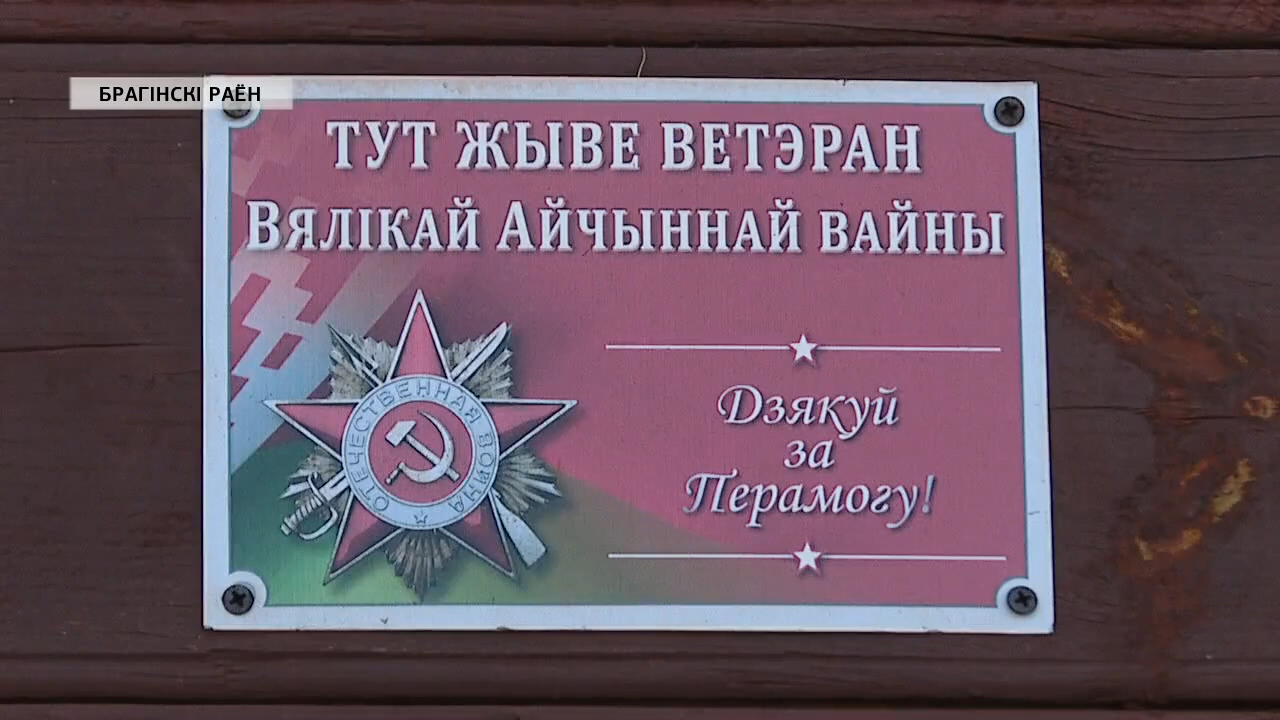 БРАГІНСКІ РАЁН
ТУТ ЖЫВЕ ВЕТЭРАН
ВЯЛІКАЙ АЙЧЫННАЙ ВАЙНЫ
ОТЕЧЕСТВЕННАЯ ВОЙНА
Дзякуй
за
Перамогу!